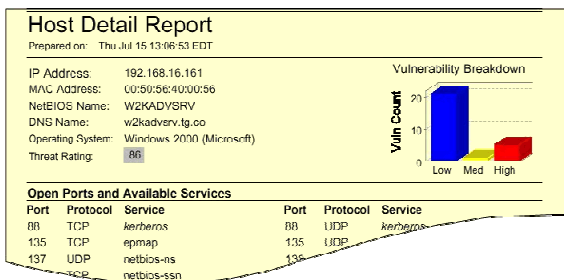 Host Detail Report
Prepared on: Thu Jul 15 13:06:53 EDT
IP Address: 192.168.16.161
MAC Address: 00:50:56:40:00:56
NetBIOS Name: W2KADVSRV
DNS Name: w2kadvsrv.tg.co
Operating System: Windows 2000 (Microsoft)
Threat Rating: 86
Vulnerability Breakdown
Vuln Count
20
10
0
Low Med High
Open Ports and Available Services
Port Protocol Service Port Protocol Service
88 TCP kerberos 88 UDP kerberos
135 TCP epmap 135 UDP
137 UDP netbios-ns 138
TCP netbios-ssn